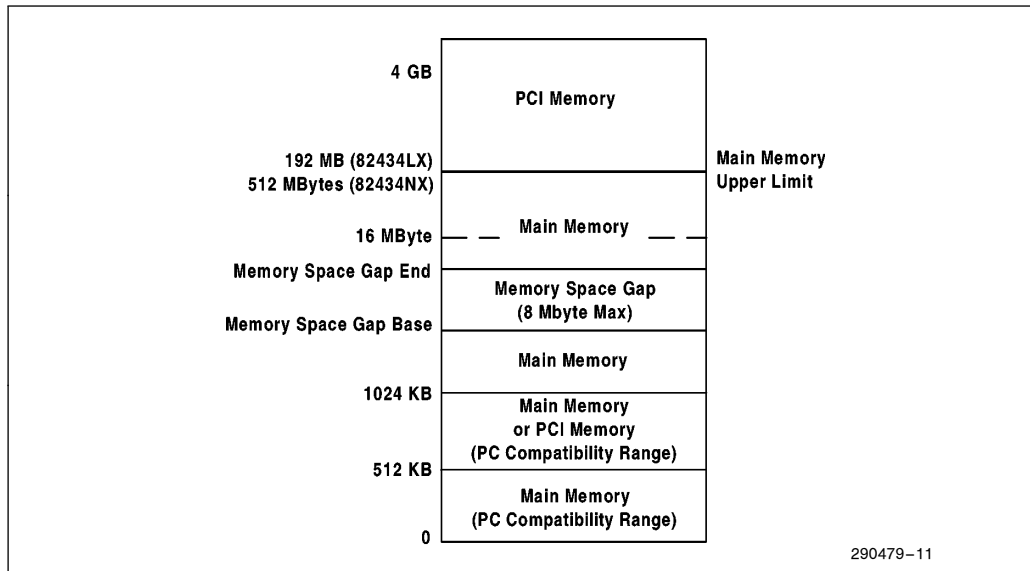 4 GB
PCI Memory
192 MB (82434LX)
512 MBytes (82434NX)
Main Memory
Upper Limit
Main Memory
16 MByte
Memory Space Gap End
Memory Space Gap
(8 Mbyte Max)
Memory Space Gap Base
Main Memory
1024 KB
Main Memory
or PCI Memory
(PC Compatibility Range)
512 KB
Main Memory
(PC Compatibility Range)
0
290479–11